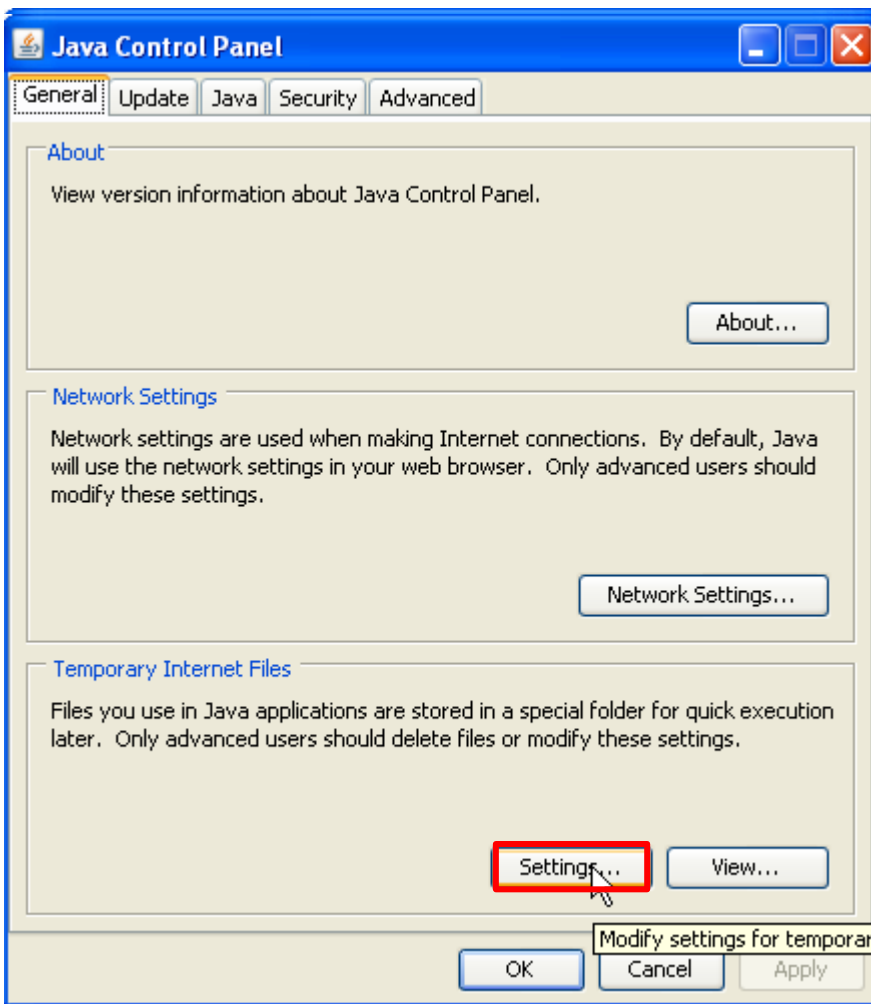 Java Control Panel
General Update Java Security Advanced
About
View version information about Java Control Panel.
About...
Network Settings
Network settings are used when making Internet connections. By default, Java
will use the network settings in your web browser. Only advanced users should
modify these settings.
Network Settings...
Temporary Internet Files
Files you use in Java applications are stored in a special folder for quick execution
later. Only advanced users should delete files or modify these settings.
Settings... View...
Modify settings for temporar
OK Cancel Apply